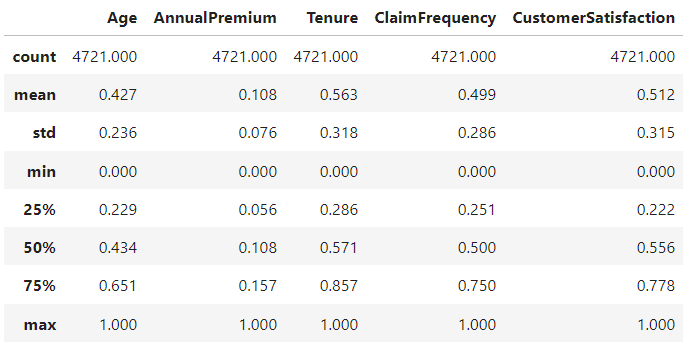 Age AnnualPremium Tenure ClaimFrequency CustomerSatisfaction
count 4721.000 4721.000 4721.000 4721.000 4721.000
mean 0.427 0.108 0.563 0.499 0.512
std 0.236 0.076 0.318 0.286 0.315
min 0.000 0.000 0.000 0.000 0.000
25% 0.229 0.056 0.286 0.251 0.222
50% 0.434 0.108 0.571 0.500 0.556
75% 0.651 0.157 0.857 0.750 0.778
max 1.000 1.000 1.000 1.000 1.000